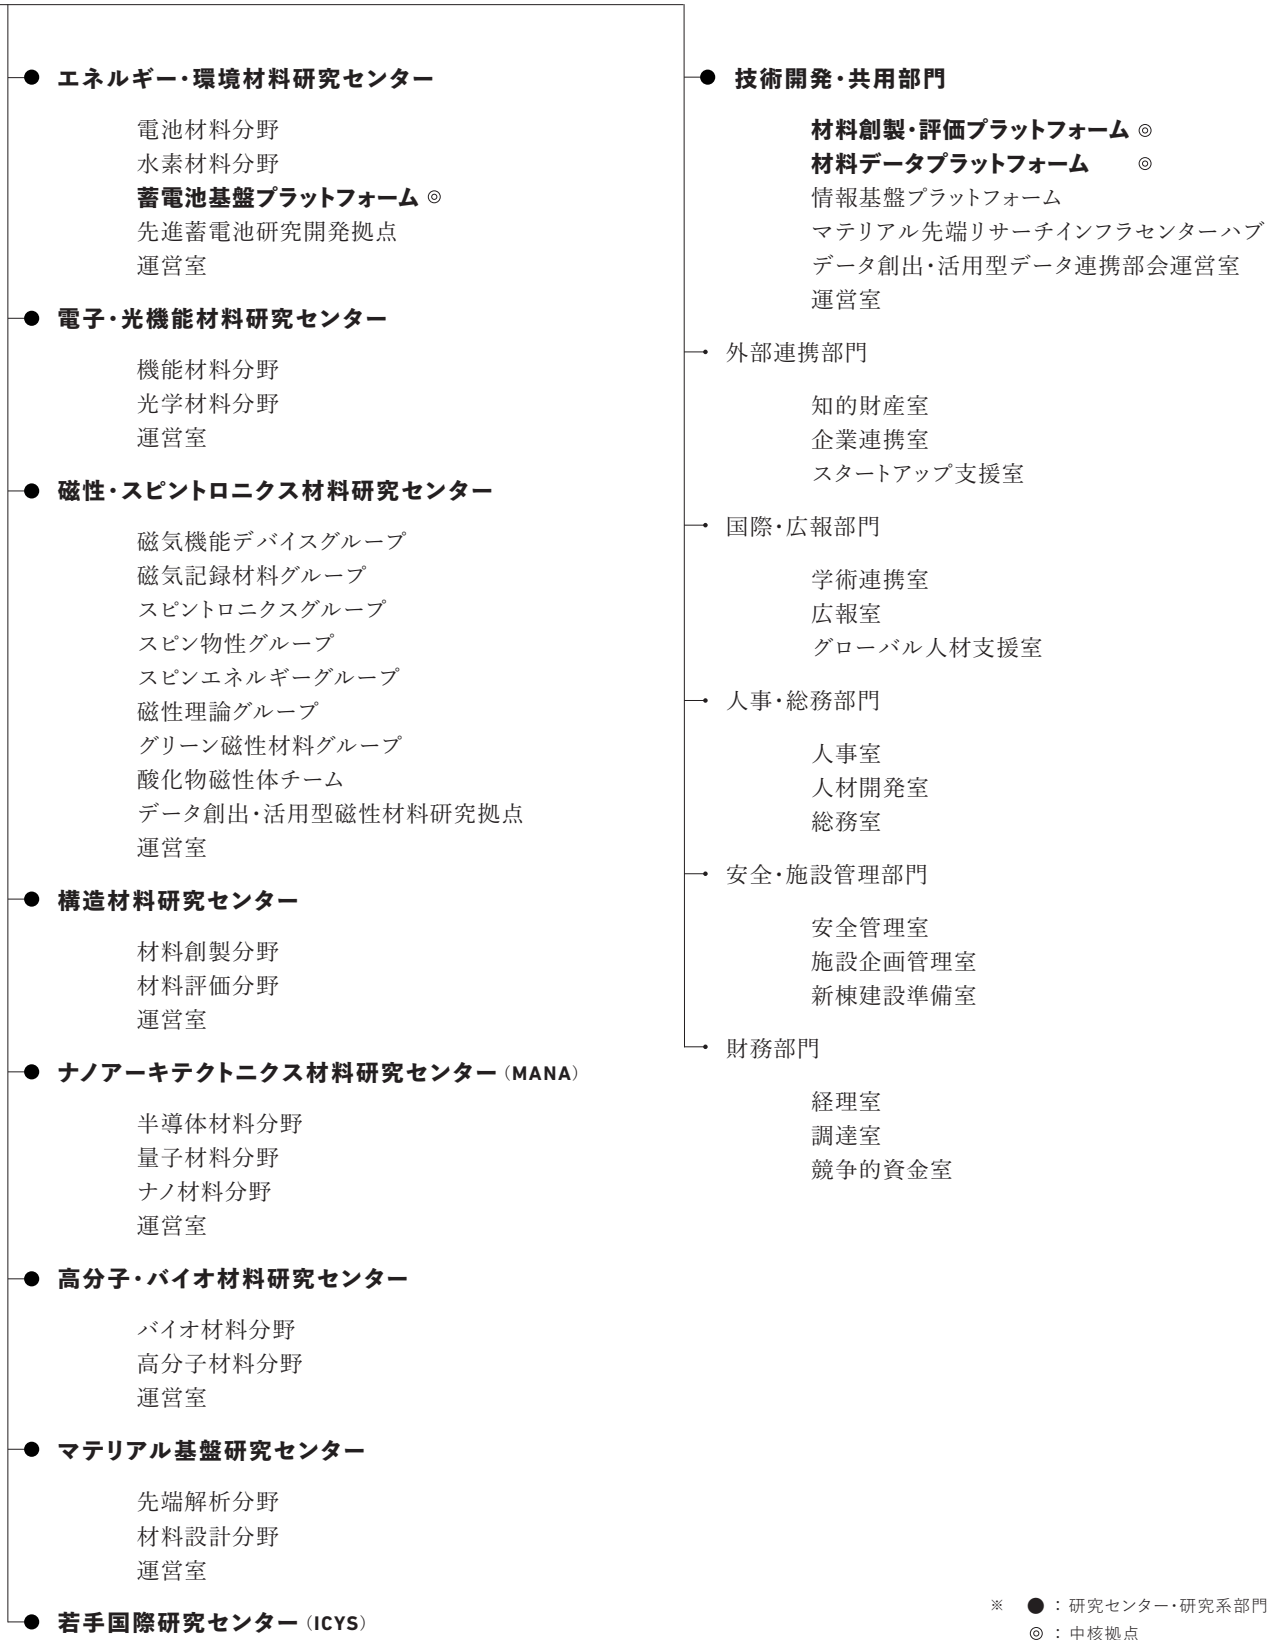 エネルギー・環境材料研究センター
電池材料分野
水素材料分野
蓄電池基盤プラットフォーム ◎
先進蓄電池研究開発拠点
運営室
電子・光機能材料研究センター
機能材料分野
光学材料分野
運営室
磁性・スピントロニクス材料研究センター
磁気機能デバイスグループ
磁気記録材料グループ
スピントロニクスグループ
スピン物性グループ
スピンエネルギーグループ
磁性理論グループ
グリーン磁性材料グループ
酸化物磁性体チーム
データ創出・活用型磁性材料研究拠点
運営室
構造材料研究センター
材料創製分野
材料評価分野
運営室
ナノアーキテクトニクス材料研究センター（MANA）
半導体材料分野
量子材料分野
ナノ材料分野
運営室
高分子・バイオ材料研究センター
バイオ材料分野
高分子材料分野
運営室
マテリアル基盤研究センター
先端解析分野
材料設計分野
運営室
若手国際研究センター（ICYS）
技術開発・共用部門
材料創製・評価プラットフォーム ◎
材料データプラットフォーム ◎
情報基盤プラットフォーム
マテリアル先端リサーチインフラセンターハブ
データ創出・活用型データ連携部会運営室
運営室
外部連携部門
知的財産室
企業連携室
スタートアップ支援室
国際・広報部門
学術連携室
広報室
グローバル人材支援室
人事・総務部門
人事室
人材開発室
総務室
安全・施設管理部門
安全管理室
施設企画管理室
新棟建設準備室
財務部門
経理室
調達室
競争的資金室
※ ●：研究センター・研究系部門
◎：中核拠点